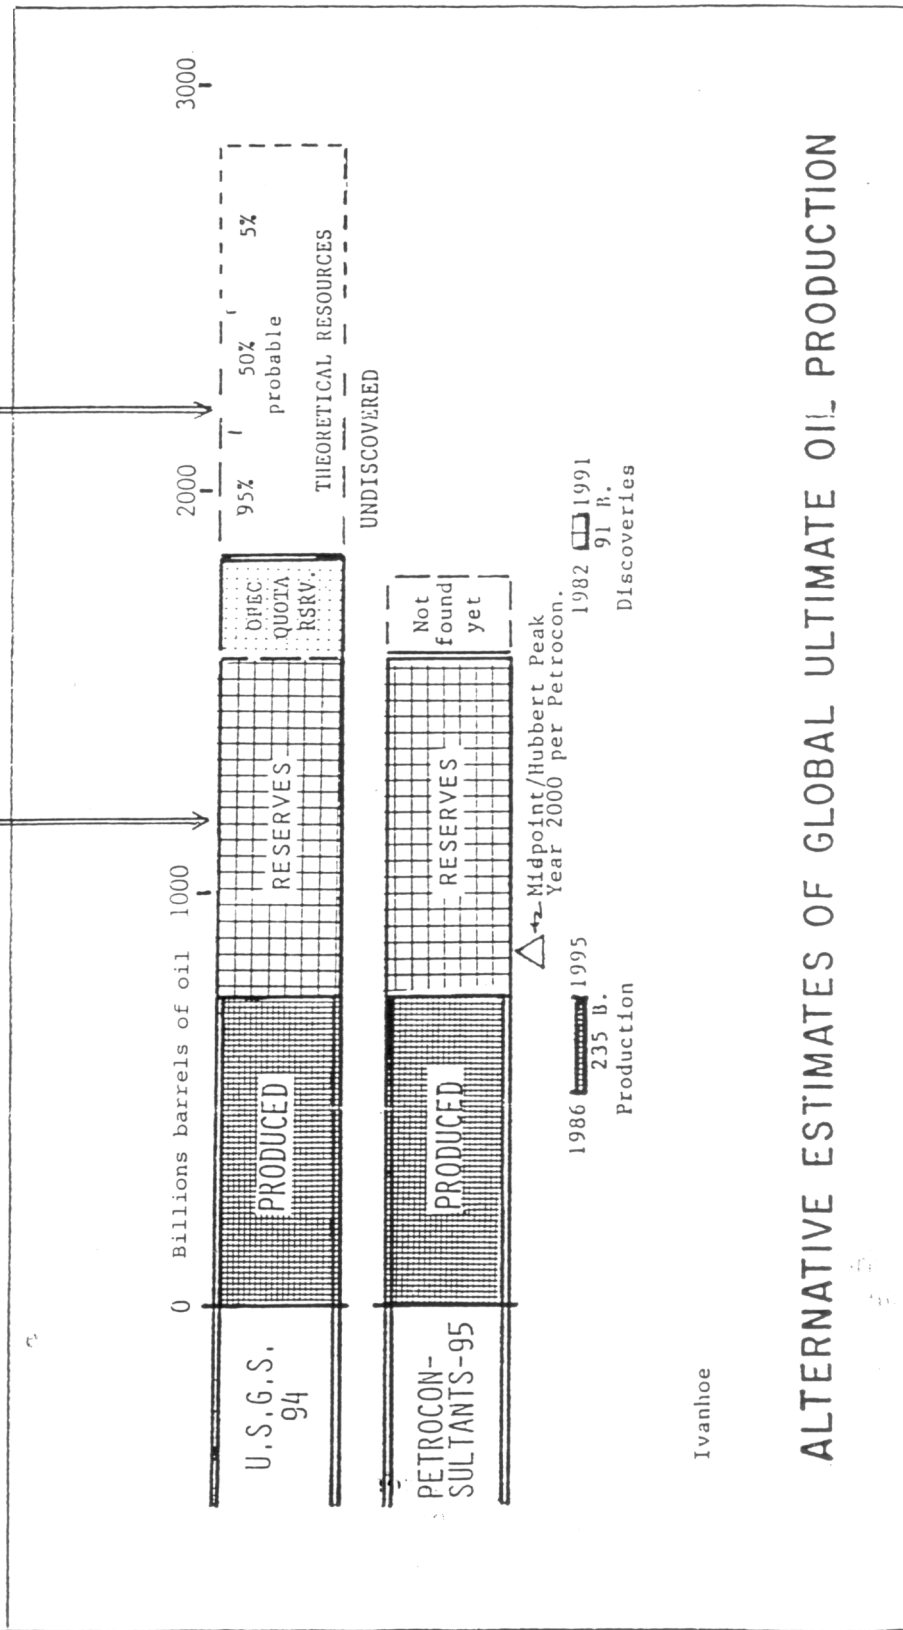 0
1000
2000
3000
Billions barrels of oil
U.S.G.S.
94
PRODUCED
RESERVES
OPEC
QUOTA
RSRV.
95%
50%
5%
probable
THEORETICAL RESOURCES
UNDISCOVERED
PETROCON-
SULTANTS-95
PRODUCED
RESERVES
Not
found
yet
Midpoint/Hubbert Peak
Year 2000 per Petrocon.
1986 1995
235 B.
Production
1982 1991
91 B.
Discoveries
Ivanhoe
ALTERNATIVE ESTIMATES OF GLOBAL ULTIMATE OIL PRODUCTION